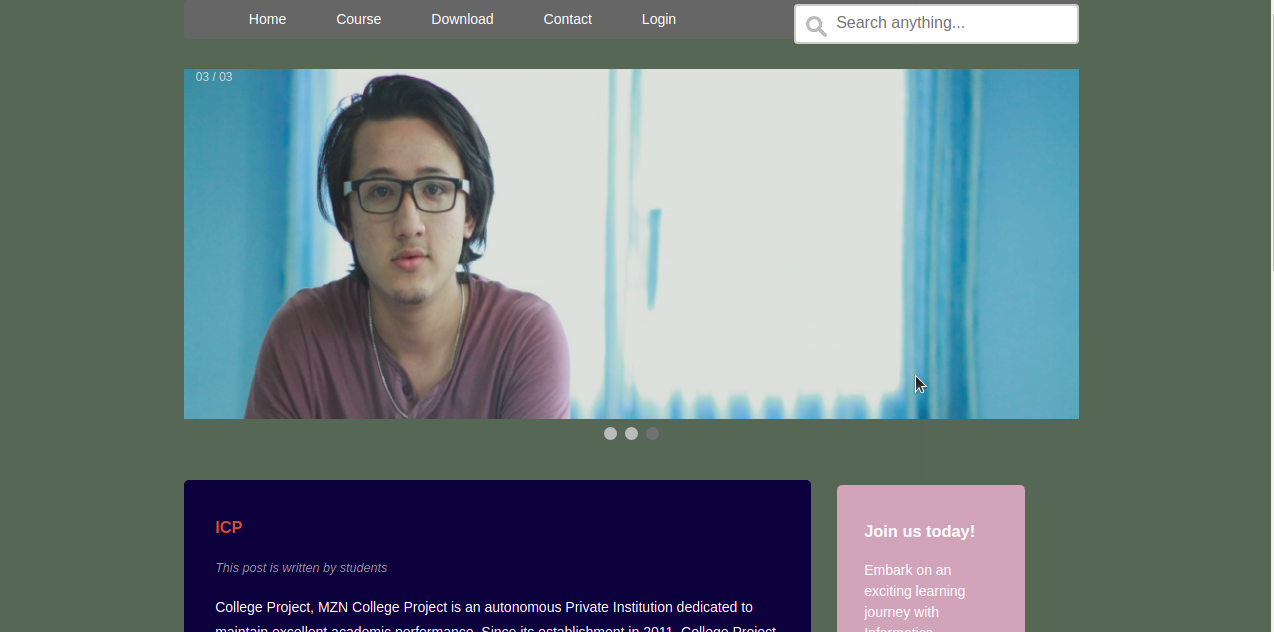 Home Course Download Contact Login Search anything...
03 / 03
ICP
This post is written by students
College Project, MZN College Project is an autonomous Private Institution dedicated to
maintain excellent academic performance. Since its establishment in 2011, College Project
Join us today!
Embark on an
exciting learning
journey with
Informatics